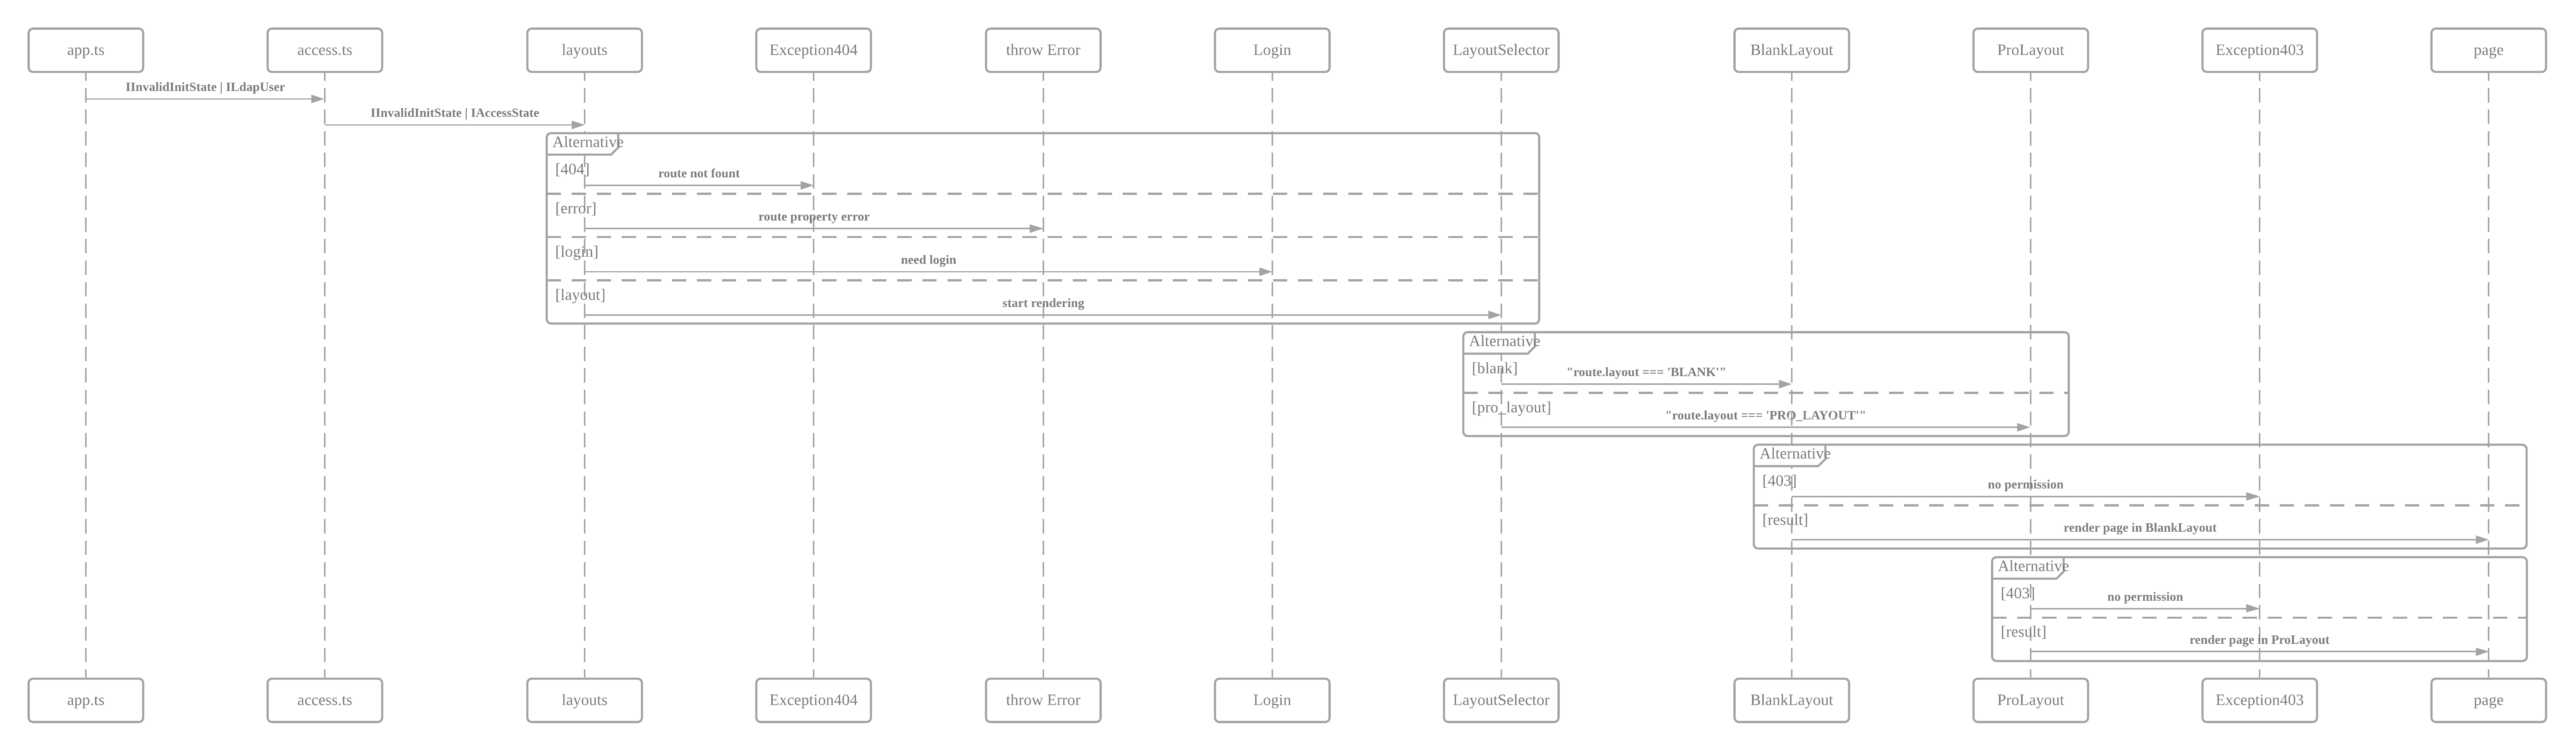 app.ts
access.ts
layouts
Exception404
throw Error
Login
LayoutSelector
BlankLayout
ProLayout
Exception403
page
IInvalidInitState | ILdapUser
IInvalidInitState | IAccessState
Alternative
[404]
route not fount
[error]
route property error
[login]
need login
[layout]
start rendering
Alternative
[blank]
"route.layout === 'BLANK'"
[pro_layout]
"route.layout === 'PRO_LAYOUT'"
Alternative
[403]
no permission
[result]
render page in BlankLayout
Alternative
[403]
no permission
[result]
render page in ProLayout
app.ts
access.ts
layouts
Exception404
throw Error
Login
LayoutSelector
BlankLayout
ProLayout
Exception403
page